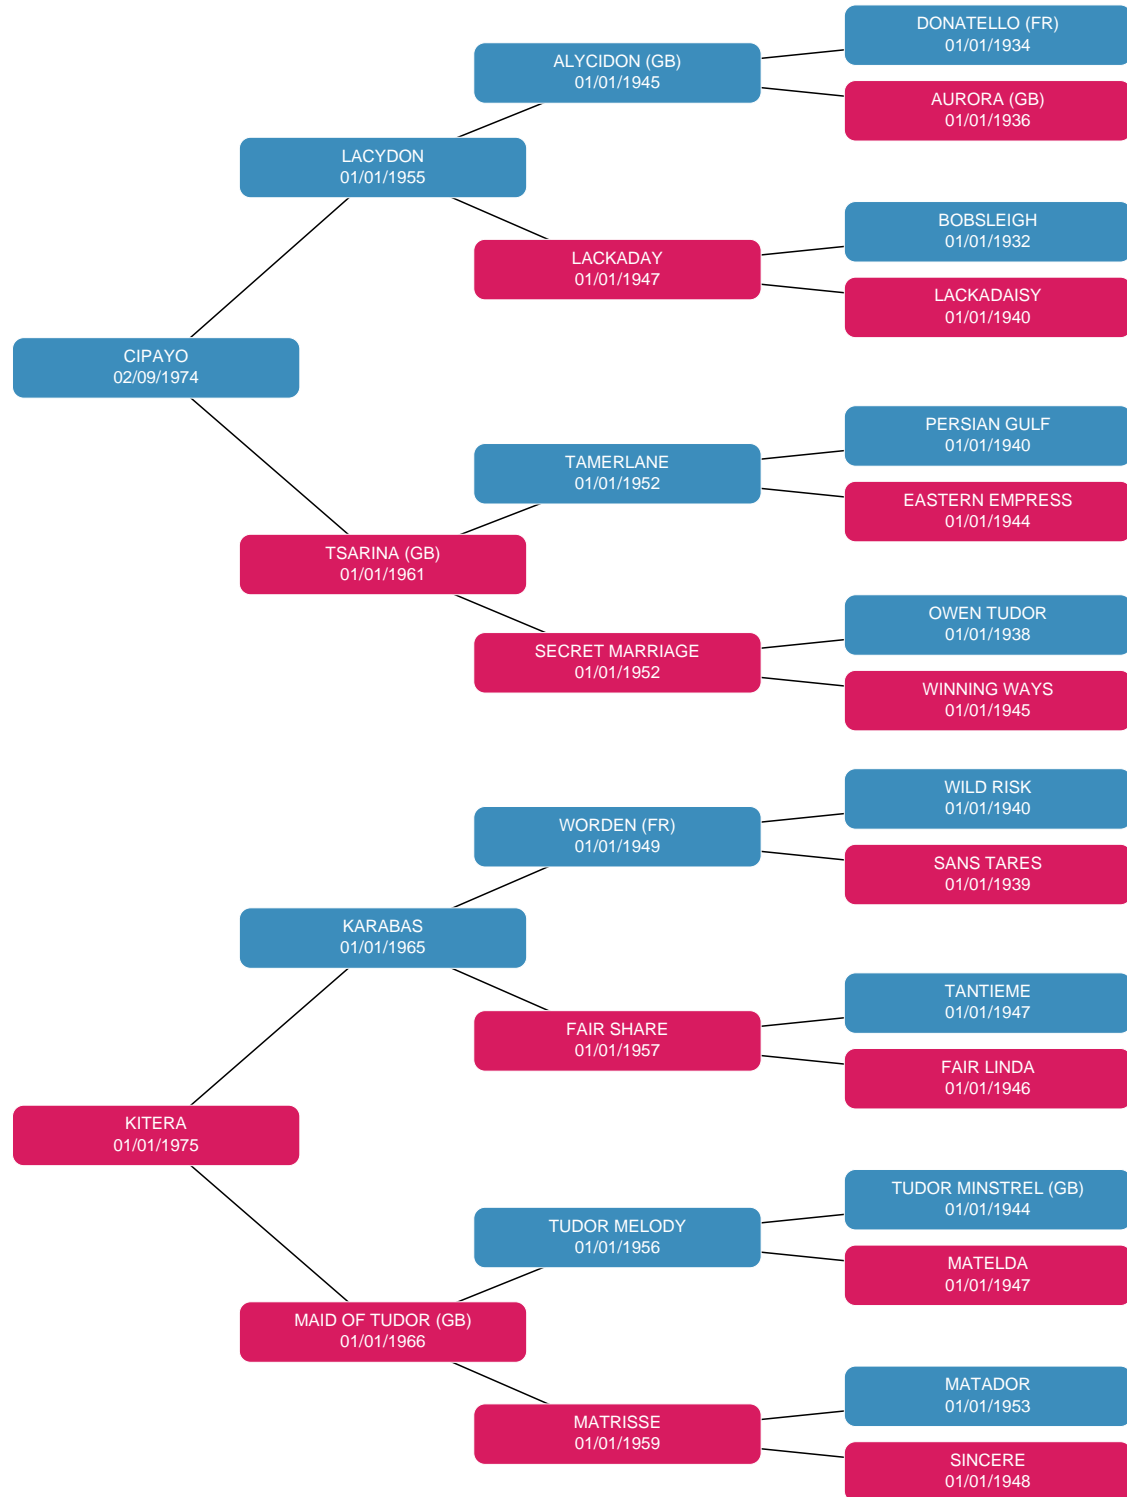 DONATELLO (FR)
01/01/1934
ALYCIDON (GB)
01/01/1945
AURORA (GB)
01/01/1936
LACYDON
01/01/1955
BOBSLEIGH
01/01/1932
LACKADAY
01/01/1947
LACKADAISY
01/01/1940
CIPAYO
02/09/1974
PERSIAN GULF
01/01/1940
TAMERLANE
01/01/1952
EASTERN EMPRESS
01/01/1944
TSARINA (GB)
01/01/1961
OWEN TUDOR
01/01/1938
SECRET MARRIAGE
01/01/1952
WINNING WAYS
01/01/1945
WILD RISK
01/01/1940
WORDEN (FR)
01/01/1949
SANS TARES
01/01/1939
KARABAS
01/01/1965
TANTIEME
01/01/1947
FAIR SHARE
01/01/1957
FAIR LINDA
01/01/1946
KITERA
01/01/1975
TUDOR MINSTREL (GB)
01/01/1944
TUDOR MELODY
01/01/1956
MATELDA
01/01/1947
MAID OF TUDOR (GB)
01/01/1966
MATADOR
01/01/1953
MATRISSE
01/01/1959
SINCERE
01/01/1948